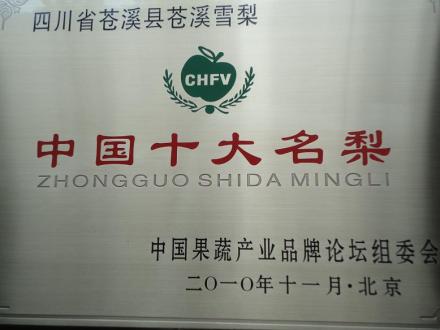 四川省苍溪县苍溪雪梨
CHFV
中国十大名梨
ZHONGGUO SHIDA MINGLI
中国果蔬产业品牌论坛组委会
二〇一〇年十一月·北京